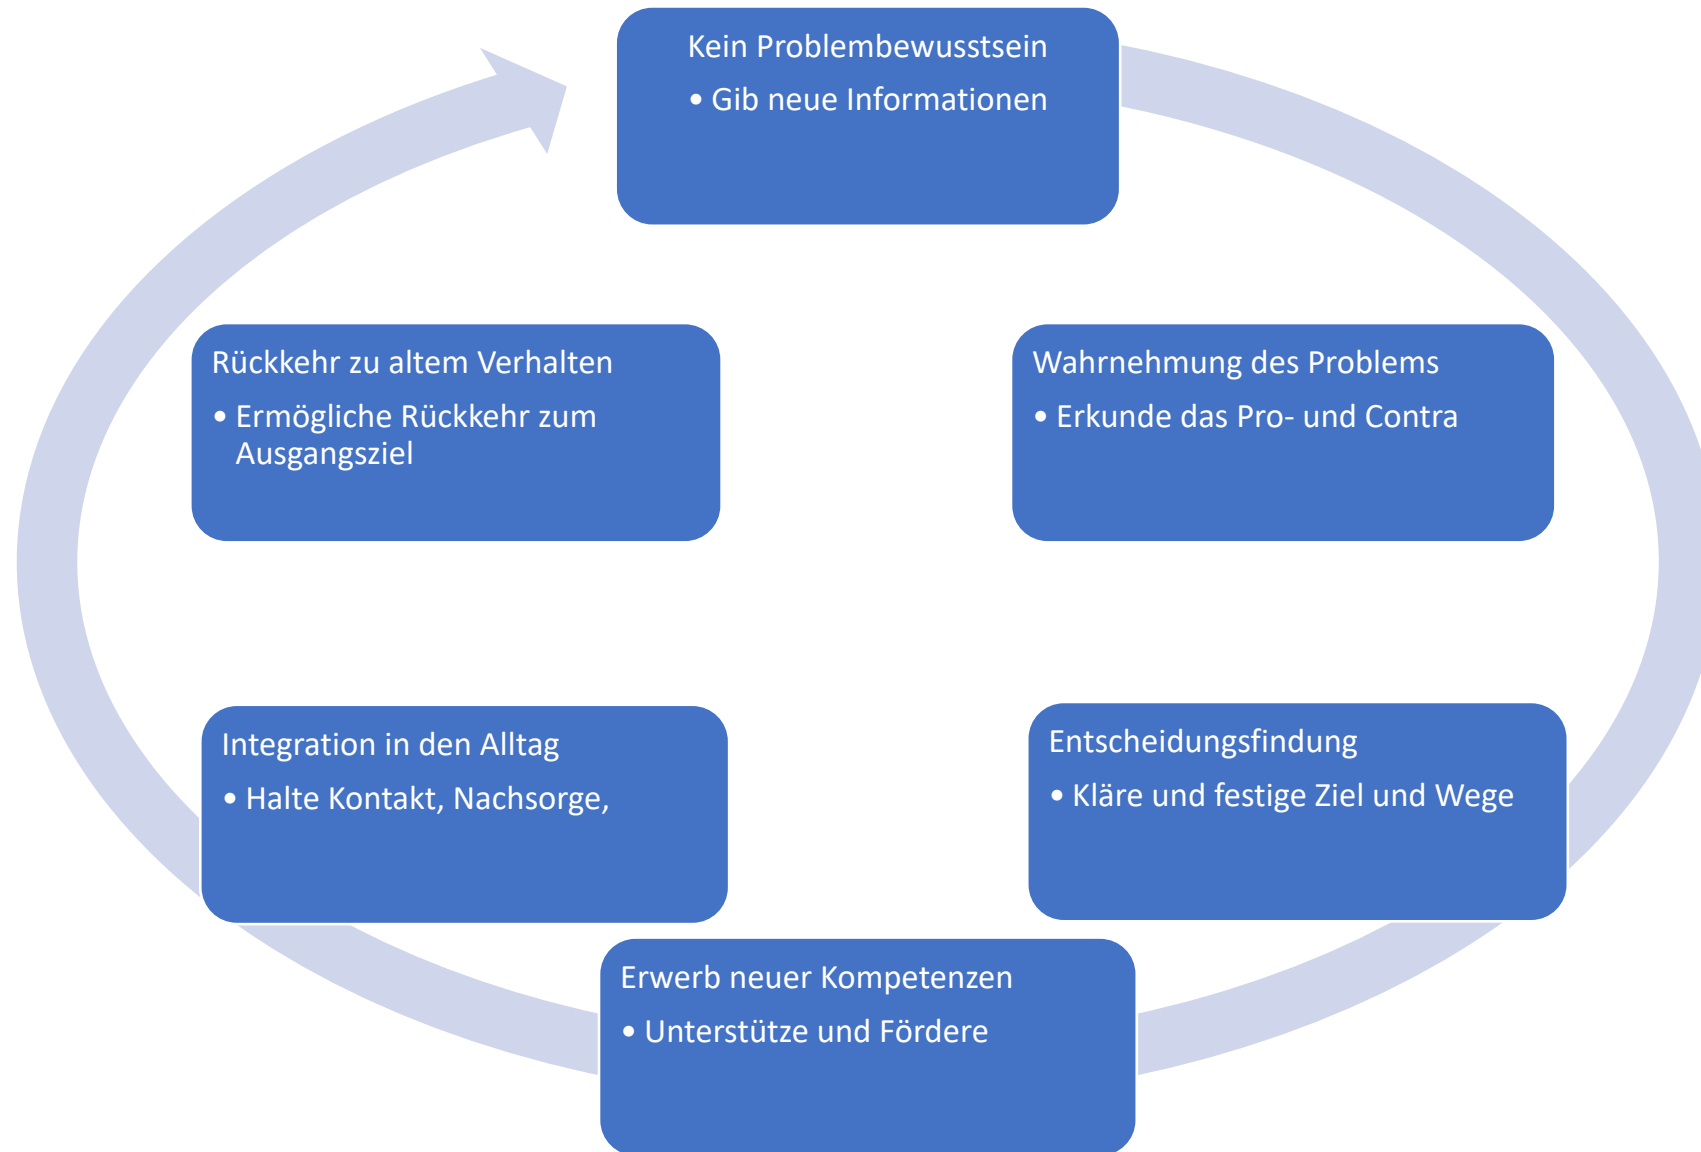 Kein Problembewusstsein
• Gib neue Informationen
Wahrnehmung des Problems
• Erkunde das Pro- und Contra
Entscheidungsfindung
• Kläre und festige Ziel und Wege
Erwerb neuer Kompetenzen
• Unterstütze und Fördere
Integration in den Alltag
• Halte Kontakt, Nachsorge,
Rückkehr zu altem Verhalten
• Ermögliche Rückkehr zum
Ausgangsziel